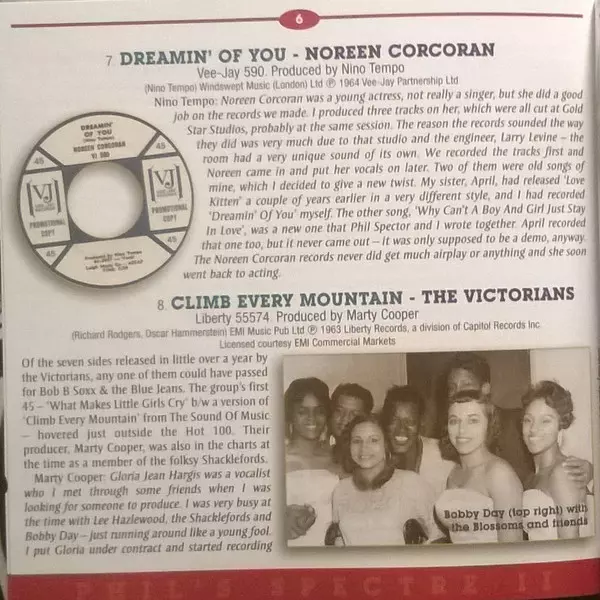 6
7. DREAMIN' OF YOU - NOREEN CORCORAN
Vee-Jay 590. Produced by Nino Tempo
(Nino Tempo) Windswept Music (London) Ltd ℗ 1964 Vee-Jay Partnership Ltd
Nino Tempo: Noreen Corcoran was a young actress, not really a singer, but she did a good
job on the records we made. I produced three tracks on her, which were all cut at Gold
Star Studios, probably at the same session. The reason the records sounded the way
they did was very much due to that studio and the engineer, Larry Levine – the
room had a very unique sound of its own. We recorded the tracks first and
Noreen came in and put her vocals on later. Two of them were old songs of
mine, which I decided to give a new twist. My sister, April, had released 'Love
Kitten' a couple of years earlier in a very different style, and I had recorded
'Dreamin' Of You' myself. The other song, 'Why Can't A Boy And Girl Just Stay
In Love', was a new one that Phil Spector and I wrote together. April recorded
that one too, but it never came out – it was only supposed to be a demo, anyway.
The Noreen Corcoran records never did get much airplay or anything and she soon
went back to acting.
DREAMIN'
OF YOU
(Nino Tempo)
NOREEN CORCORAN
VJ 590
45
45
VJ
VJ
PROMOTIONAL
COPY
PROMOTIONAL
COPY
45
45
Produced by Nino Tempo
8. CLIMB EVERY MOUNTAIN - THE VICTORIANS
Liberty 55574 Produced by Marty Cooper
(Richard Rodgers, Oscar Hammerstein) EMI Music Pub Ltd ℗ 1963 Liberty Records, a division of Capitol Records Inc.
Licensed courtesy EMI Commercial Markets
Of the seven sides released in little over a year by
the Victorians, any one of them could have passed
for Bob B Soxx & the Blue Jeans. The group's first
45 – 'What Makes Little Girls Cry' b/w a version of
'Climb Every Mountain' from The Sound Of Music
– hovered just outside the Hot 100. Their
producer, Marty Cooper, was also in the charts at
the time as a member of the folksy Shacklefords.
Marty Cooper: Gloria Jean Hargis was a vocalist
who I met through some friends when I was
looking for someone to produce. I was very busy at
the time with Lee Hazlewood, the Shacklefords and
Bobby Day – just running around like a young fool.
I put Gloria under contract and started recording
Bobby Day (top right) with
the Blossoms and friends
PHIL'S SPECTRE II